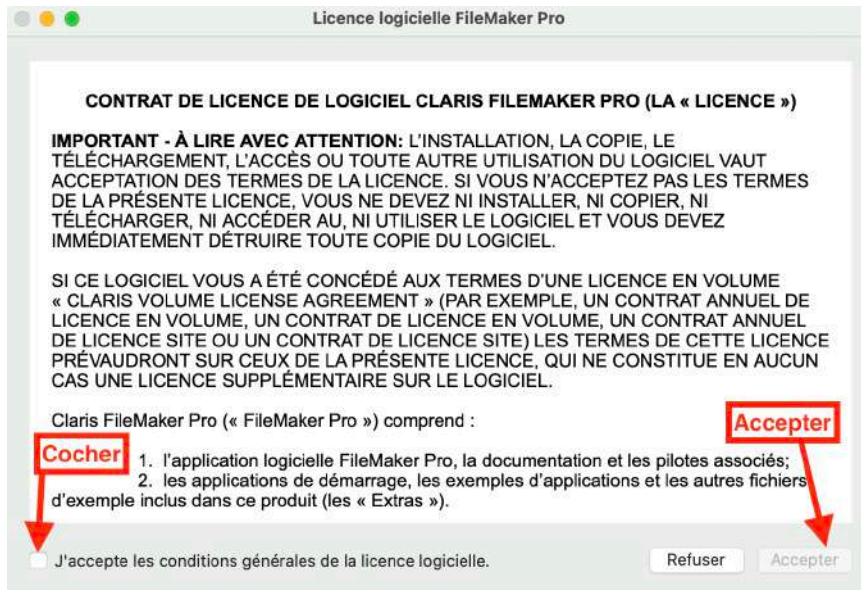 Licence logicielle FileMaker Pro
CONTRAT DE LICENCE DE LOGICIEL CLARIS FILEMAKER PRO (LA « LICENCE »)
IMPORTANT - À LIRE AVEC ATTENTION: L'INSTALLATION, LA COPIE, LE
TÉLÉCHARGEMENT, L'ACCÈS OU TOUTE AUTRE UTILISATION DU LOGICIEL VAUT
ACCEPTATION DES TERMES DE LA LICENCE. SI VOUS N'ACCEPTEZ PAS LES TERMES
DE LA PRÉSENTE LICENCE, VOUS NE DEVEZ NI INSTALLER, NI COPIER, NI
TÉLÉCHARGER, NI ACCÉDER AU, NI UTILISER LE LOGICIEL ET VOUS DEVEZ
IMMÉDIATEMENT DÉTRUIRE TOUTE COPIE DU LOGICIEL.
SI CE LOGICIEL VOUS A ÉTÉ CONCÉDÉ AUX TERMES D'UNE LICENCE EN VOLUME
« CLARIS VOLUME LICENSE AGREEMENT » (PAR EXEMPLE, UN CONTRAT ANNUEL DE
LICENCE EN VOLUME, UN CONTRAT DE LICENCE EN VOLUME, UN CONTRAT ANNUEL
DE LICENCE SITE OU UN CONTRAT DE LICENCE SITE) LES TERMES DE CETTE LICENCE
PRÉVAUDRONT SUR CEUX DE LA PRÉSENTE LICENCE, QUI NE CONSTITUE EN AUCUN
CAS UNE LICENCE SUPPLÉMENTAIRE SUR LE LOGICIEL.
Claris FileMaker Pro (« FileMaker Pro ») comprend :
Accepter
Cocher
1. l'application logicielle FileMaker Pro, la documentation et les pilotes associés;
2. les applications de démarrage, les exemples d'applications et les autres fichiers
d'exemple inclus dans ce produit (les « Extras »).
J'accepte les conditions générales de la licence logicielle.
Refuser
Accepter